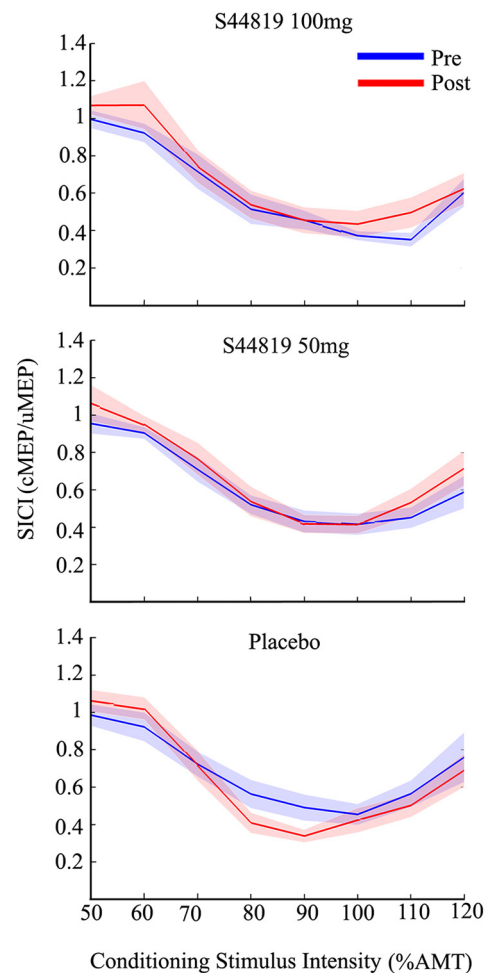 S44819 100mg
1.4
1.2
1
0.8
0.6
0.4
0.2
Pre
Post
S44819 50mg
1.4
1.2
1
0.8
0.6
0.4
0.2
SICI (cMEP/uMEP)
Placebo
1.4
1.2
1
0.8
0.6
0.4
0.2
50 60 70 80 90 100 110 120
Conditioning Stimulus Intensity (%AMT)